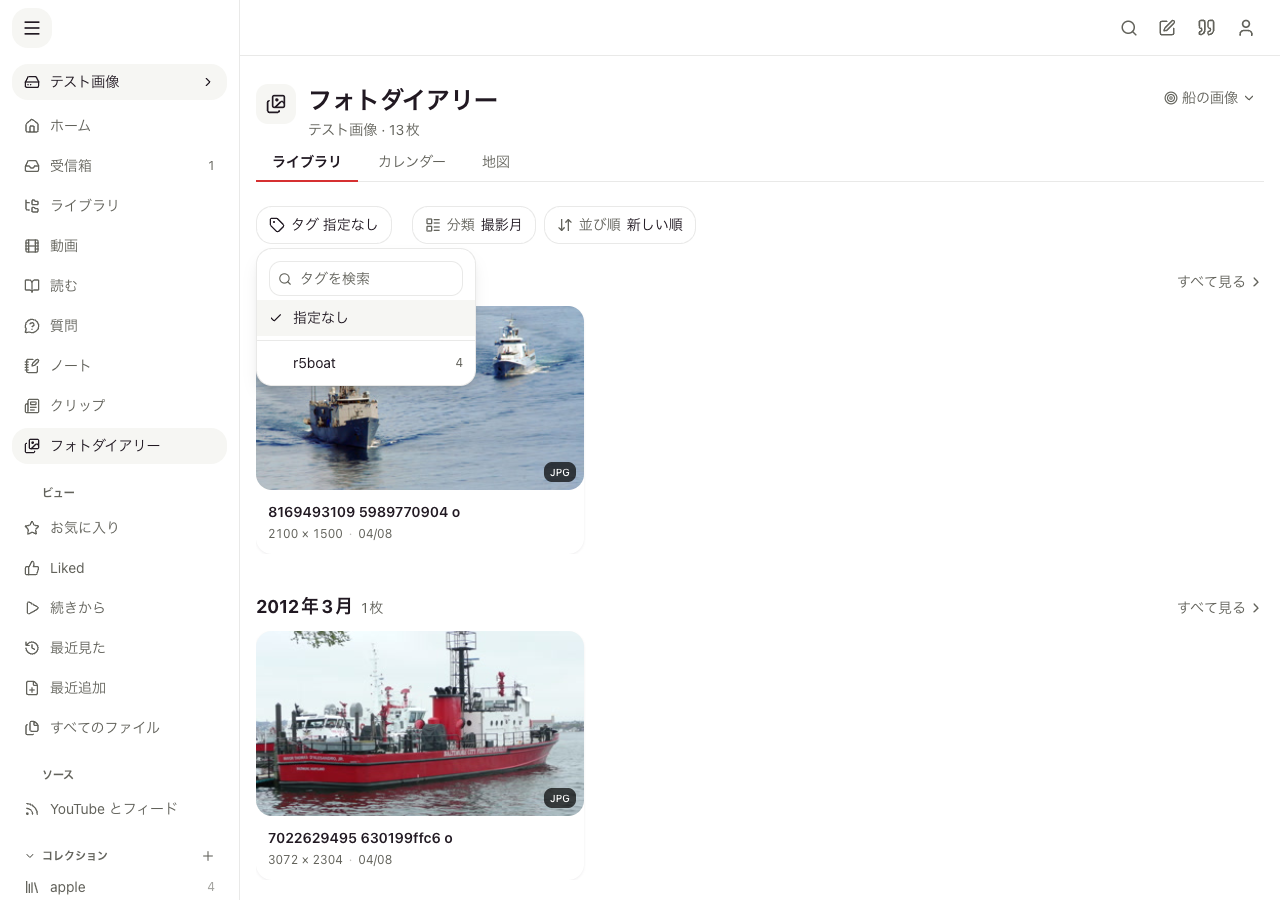 テスト画像
ホーム
受信箱 1
ライブラリ
動画
読む
質問
ノート
クリップ
フォトダイアリー
ビュー
お気に入り
Liked
続きから
最近見た
最近追加
すべてのファイル
ソース
YouTube とフィード
コレクション
apple 4
フォトダイアリー
テスト画像 · 13枚
船の画像
ライブラリ カレンダー 地図
タグ 指定なし 分類 撮影月 並び順 新しい順
タグを検索
指定なし
r5boat 4
すべて見る
JPG
8169493109 5989770904 o
2100 × 1500 · 04/08
2012年3月 1枚
すべて見る
JPG
7022629495 630199ffc6 o
3072 × 2304 · 04/08